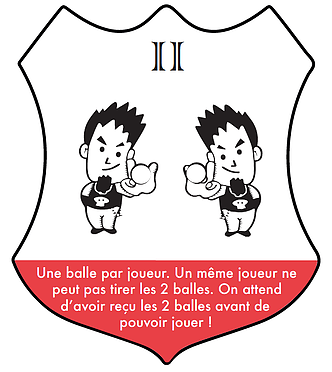 II
Une balle par joueur. Un même joueur ne
peut pas tirer les 2 balles. On attend
d'avoir reçu les 2 balles avant de
pouvoir jouer !